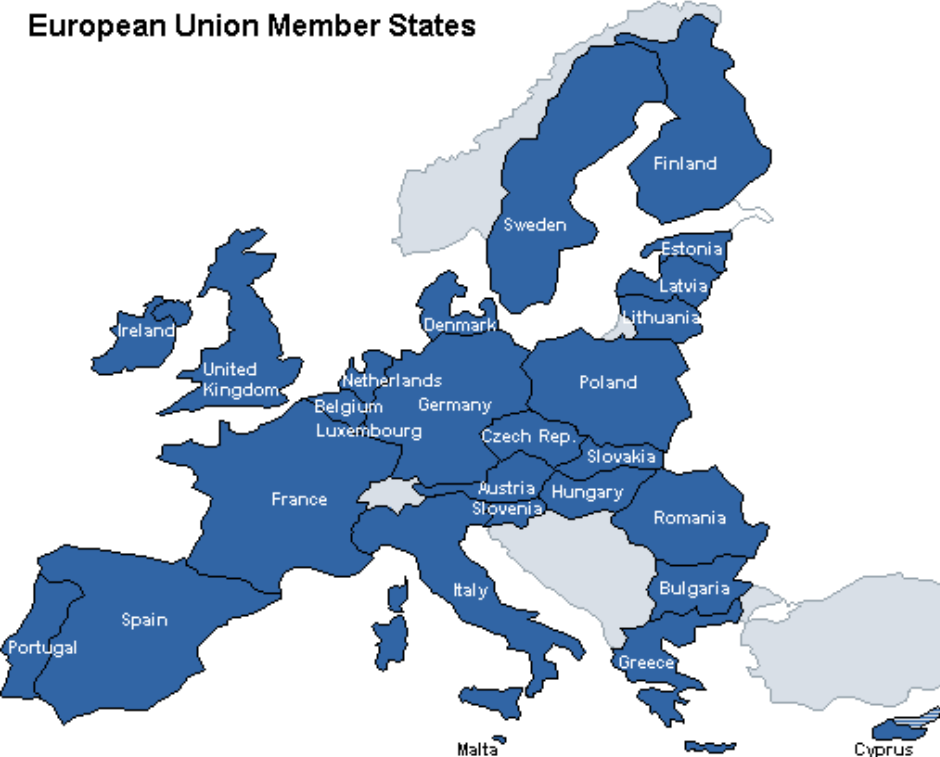 European Union Member States
Finland
Sweden
Estonia
Latvia
Lithuania
Denmark
Ireland
United
Kingdom
Netherlands
Poland
Belgium
Germany
Luxembourg
Czech Rep.
Slovakia
Austria
Hungary
France
Slovenia
Romania
Italy
Bulgaria
Spain
Portugal
Greece
Malta
Cyprus